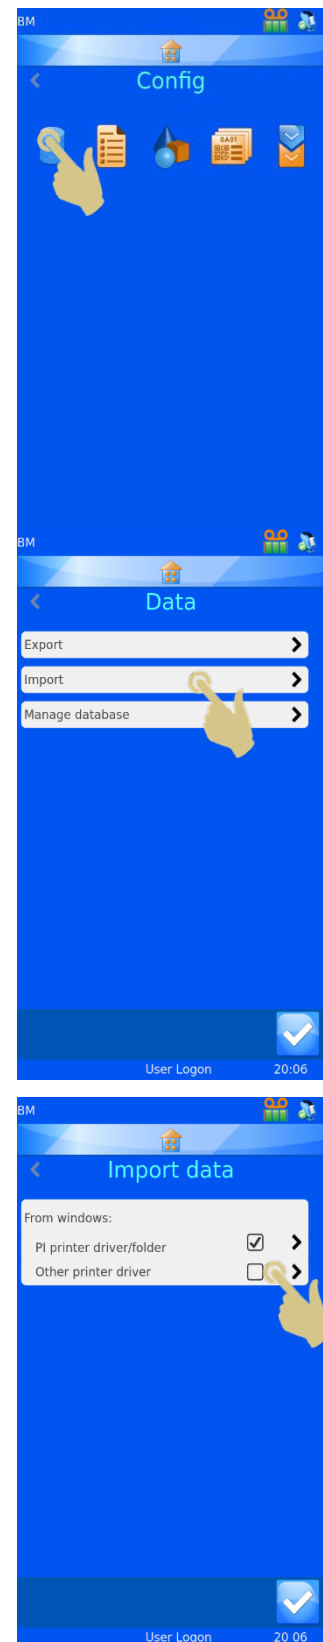 BM
Config
0A01
BM
Data
Export
Import
Manage database
User Logon 20:06
BM
Import data
From windows:
PI printer driver/folder
Other printer driver
User Logon 20 06